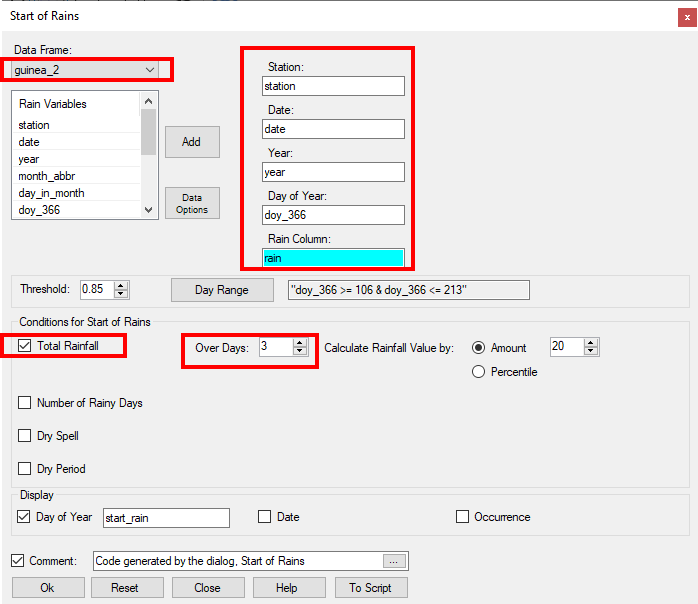 Start of Rains
x
Data Frame:
guinea_2
Rain Variables
station
date
year
month_abbr
day_in_month
doy_366
Add
Data
Options
Station:
station
Date:
date
Year:
year
Day of Year:
doy_366
Rain Column:
rain
Threshold: 0.85 Day Range "doy_366 >= 106 & doy_366 <= 213"
Conditions for Start of Rains
Total Rainfall Over Days: 3 Calculate Rainfall Value by: Amount 20
Percentile
Number of Rainy Days
Dry Spell
Dry Period
Display
Day of Year start_rain Date Occurrence
Comment: Code generated by the dialog, Start of Rains ...
Ok Reset Close Help To Script